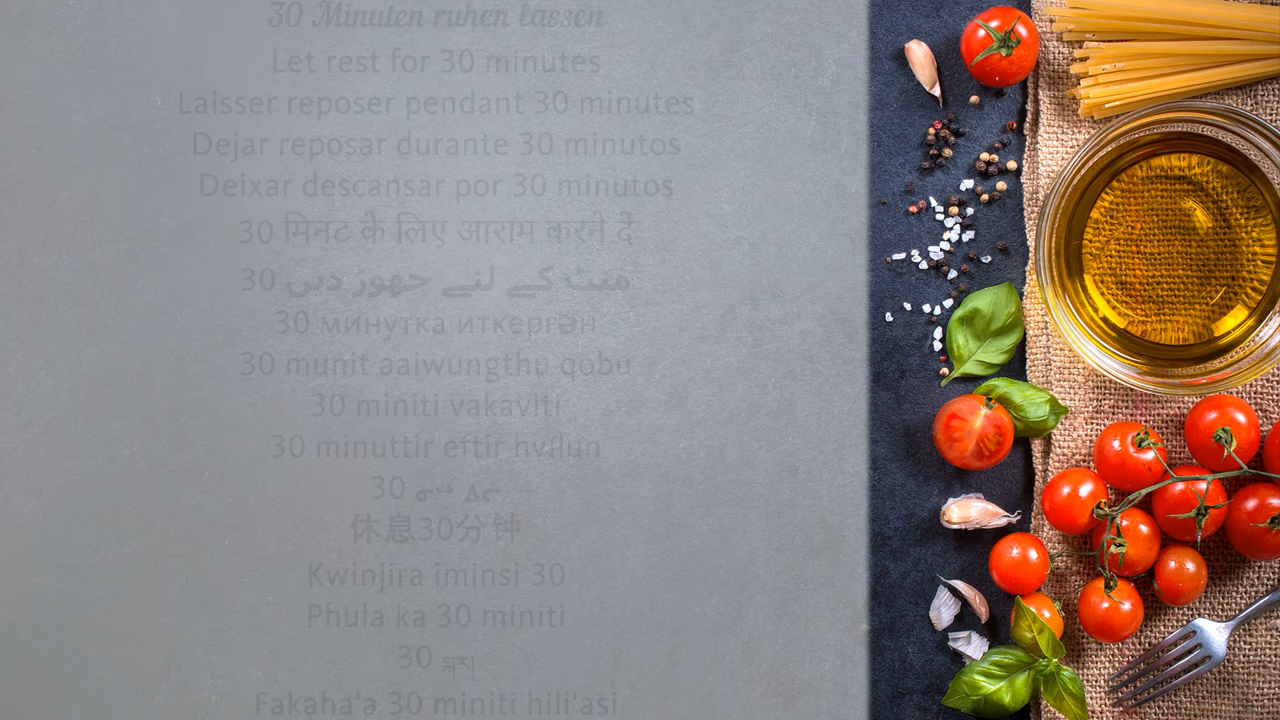 30 Minuten ruhen lassen
Let rest for 30 minutes
Laisser reposer pendant 30 minutes
Dejar reposar durante 30 minutos
Deixar descansar por 30 minutos
30 मिनट के लिए आराम करने दें
30 منٹ کے لئے چھوڑ دیں
30 минутка иткергән
30 munit aaiwungthu qobu
30 miniti vakaviti
30 minuttir eftir hvílun
30
休息30分钟
Kwinjira iminsi 30
Phula ka 30 miniti
30
Fakaha'a 30 miniti hili'asi